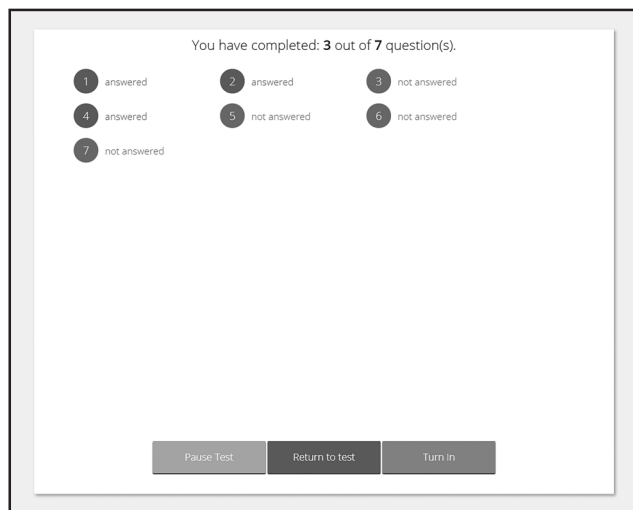 You have completed: 3 out of 7 question(s).
1 answered 2 answered 3 not answered
4 answered 5 not answered 6 not answered
7 not answered
Pause Test Return to test Turn In